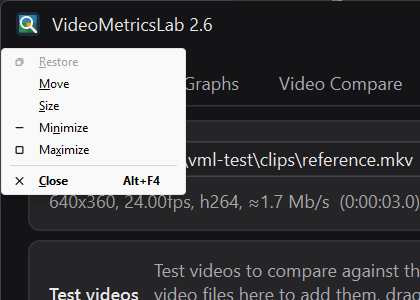 VideoMetricsLab 2.6
Restore
Move
Size
Minimize
Maximize
Close Alt+F4
Graphs Video Compare
\vml-test\clips\reference.mkv
640x360, 24.00fps, h264, ≈1.7 Mb/s (0:00:03.0)
Test videos to compare against th
Test videos video files here to add them, drag